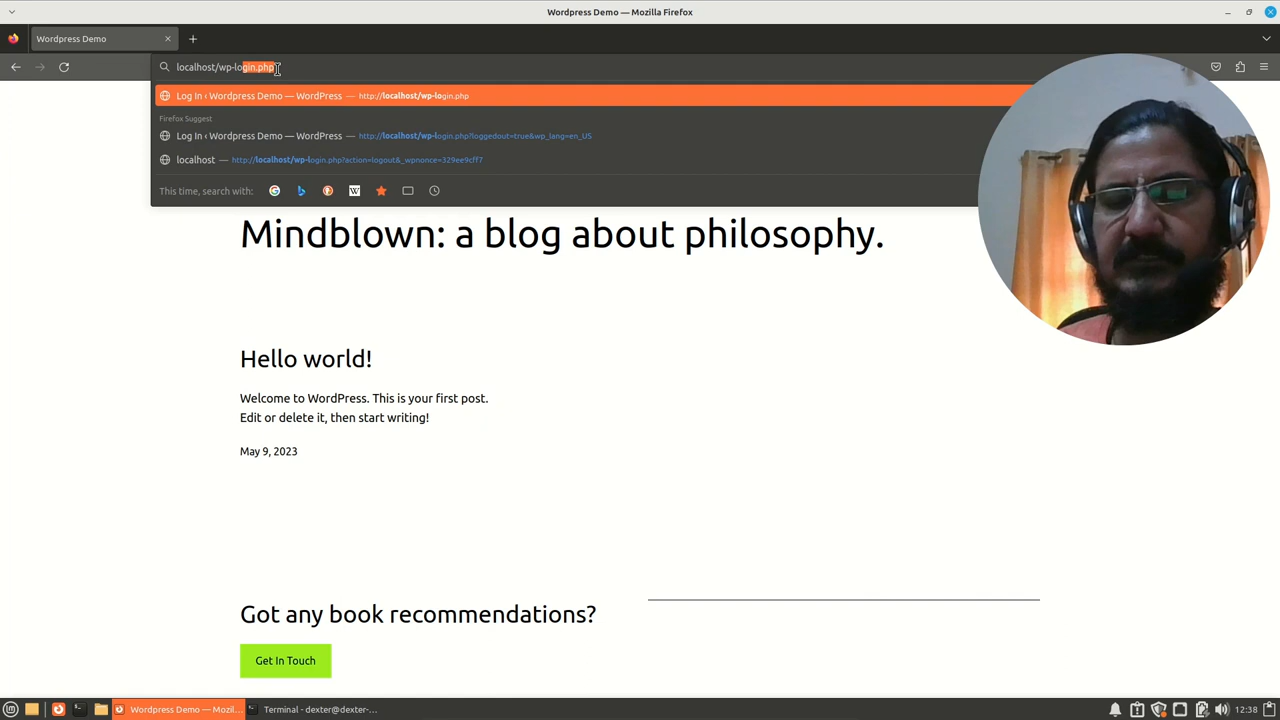 Wordpress Demo — Mozilla Firefox
Wordpress Demo
localhost/wp-login.php
Log In ‹ Wordpress Demo — WordPress — http://localhost/wp-login.php
Firefox Suggest
Log In ‹ Wordpress Demo — WordPress — http://localhost/wp-login.php?loggedout=true&wp_lang=en_US
localhost — http://localhost/wp-login.php?action=logout&_wpnonce=329ee9cff7
This time, search with:
Mindblown: a blog about philosophy.
Hello world!
Welcome to WordPress. This is your first post.
Edit or delete it, then start writing!
May 9, 2023
Got any book recommendations?
Get In Touch
Wordpress Demo — Mozil...
Terminal - dexter@dexter-...
12:38